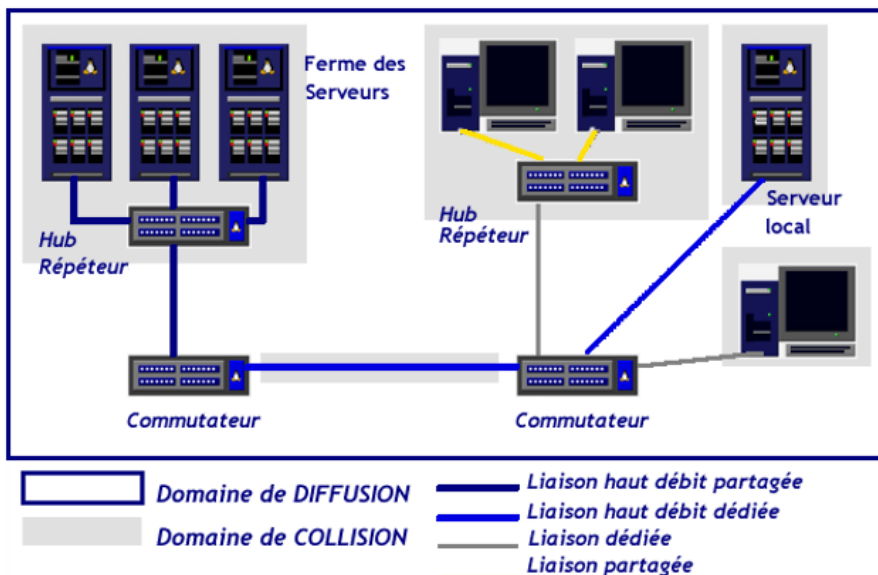 Ferme des
Serveurs
Hub
Répéteur
Hub
Répéteur
Serveur
local
Commutateur
Commutateur
Domaine de DIFFUSION
Domaine de COLLISION
Liaison haut débit partagée
Liaison haut débit dédiée
Liaison dédiée
Liaison partagée